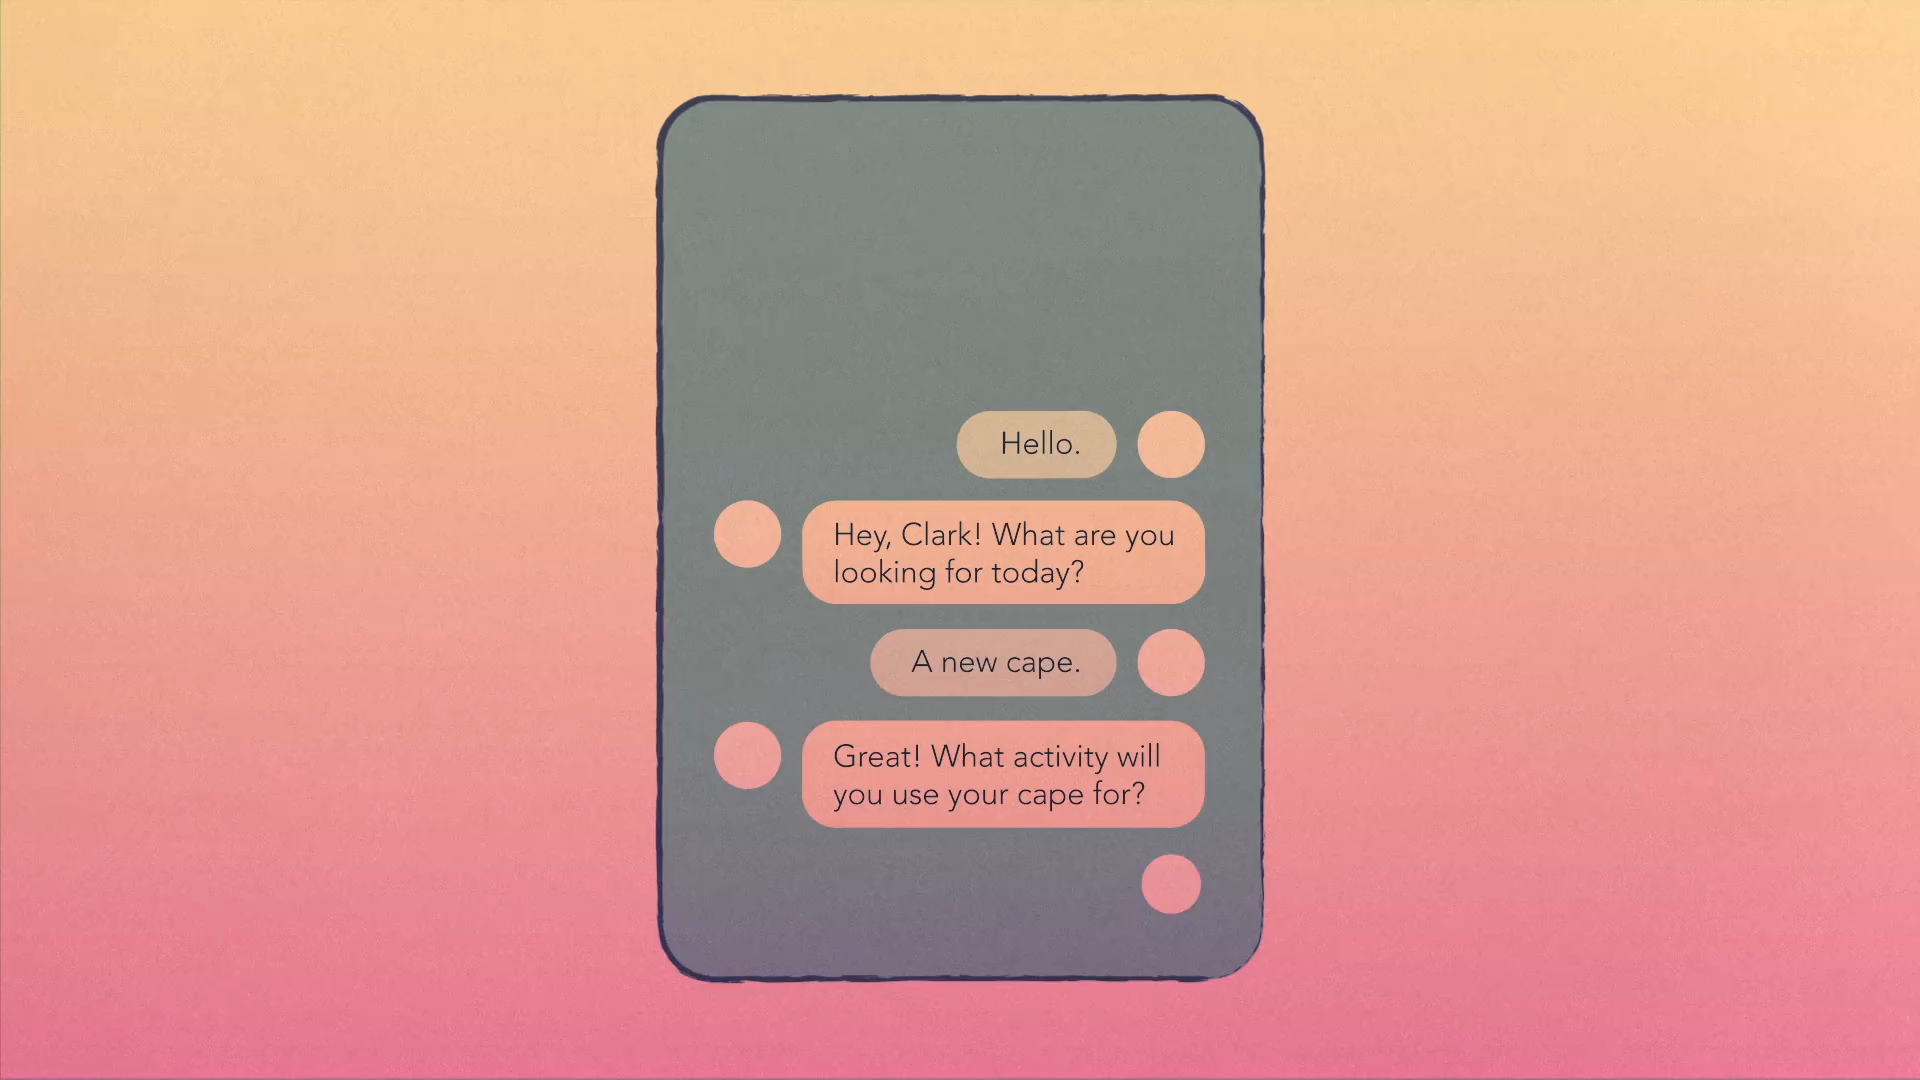 Hello.
Hey, Clark! What are you
looking for today?
A new cape.
Great! What activity will
you use your cape for?